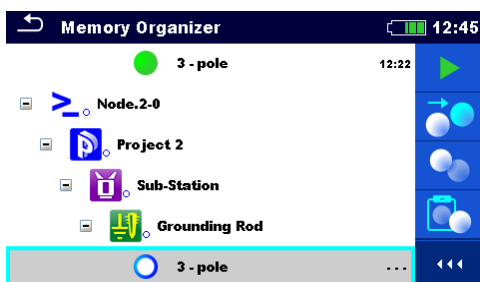 Memory Organizer 12:45
3 - pole 12:22
Node.2-0
Project 2
Sub-Station
Grounding Rod
3 - pole ...